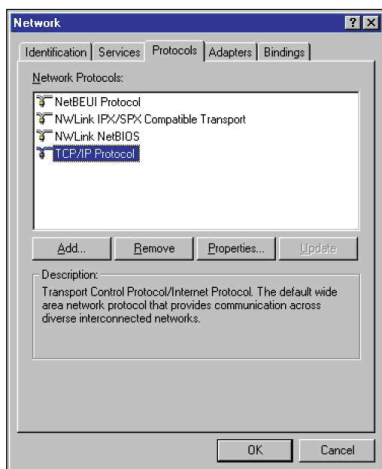 Network
Identification Services Protocols Adapters Bindings
Network Protocols:
NetBEUI Protocol
NWLink IPX/SPX Compatible Transport
NWLink NetBIOS
TCP/IP Protocol
Add... Remove Properties... Update
Description:
Transport Control Protocol/Internet Protocol. The default wide
area network protocol that provides communication across
diverse interconnected networks.
OK Cancel